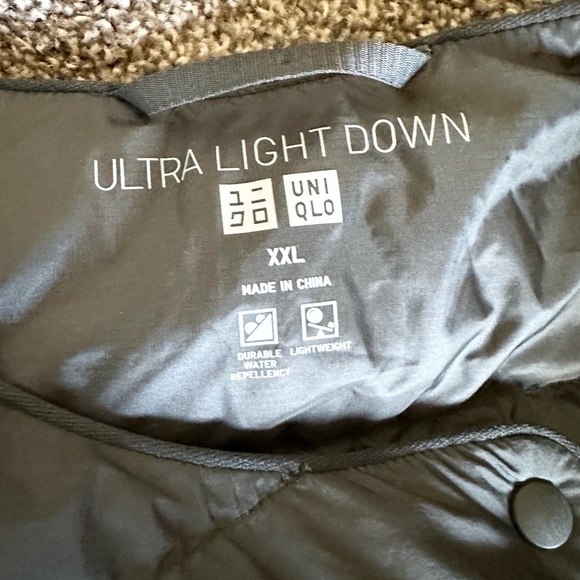 ULTRA LIGHT DOWN
ユニ UNI
クロ QLO
XXL
MADE IN CHINA
DURABLE LIGHTWEIGHT
WATER
REPELLENCY